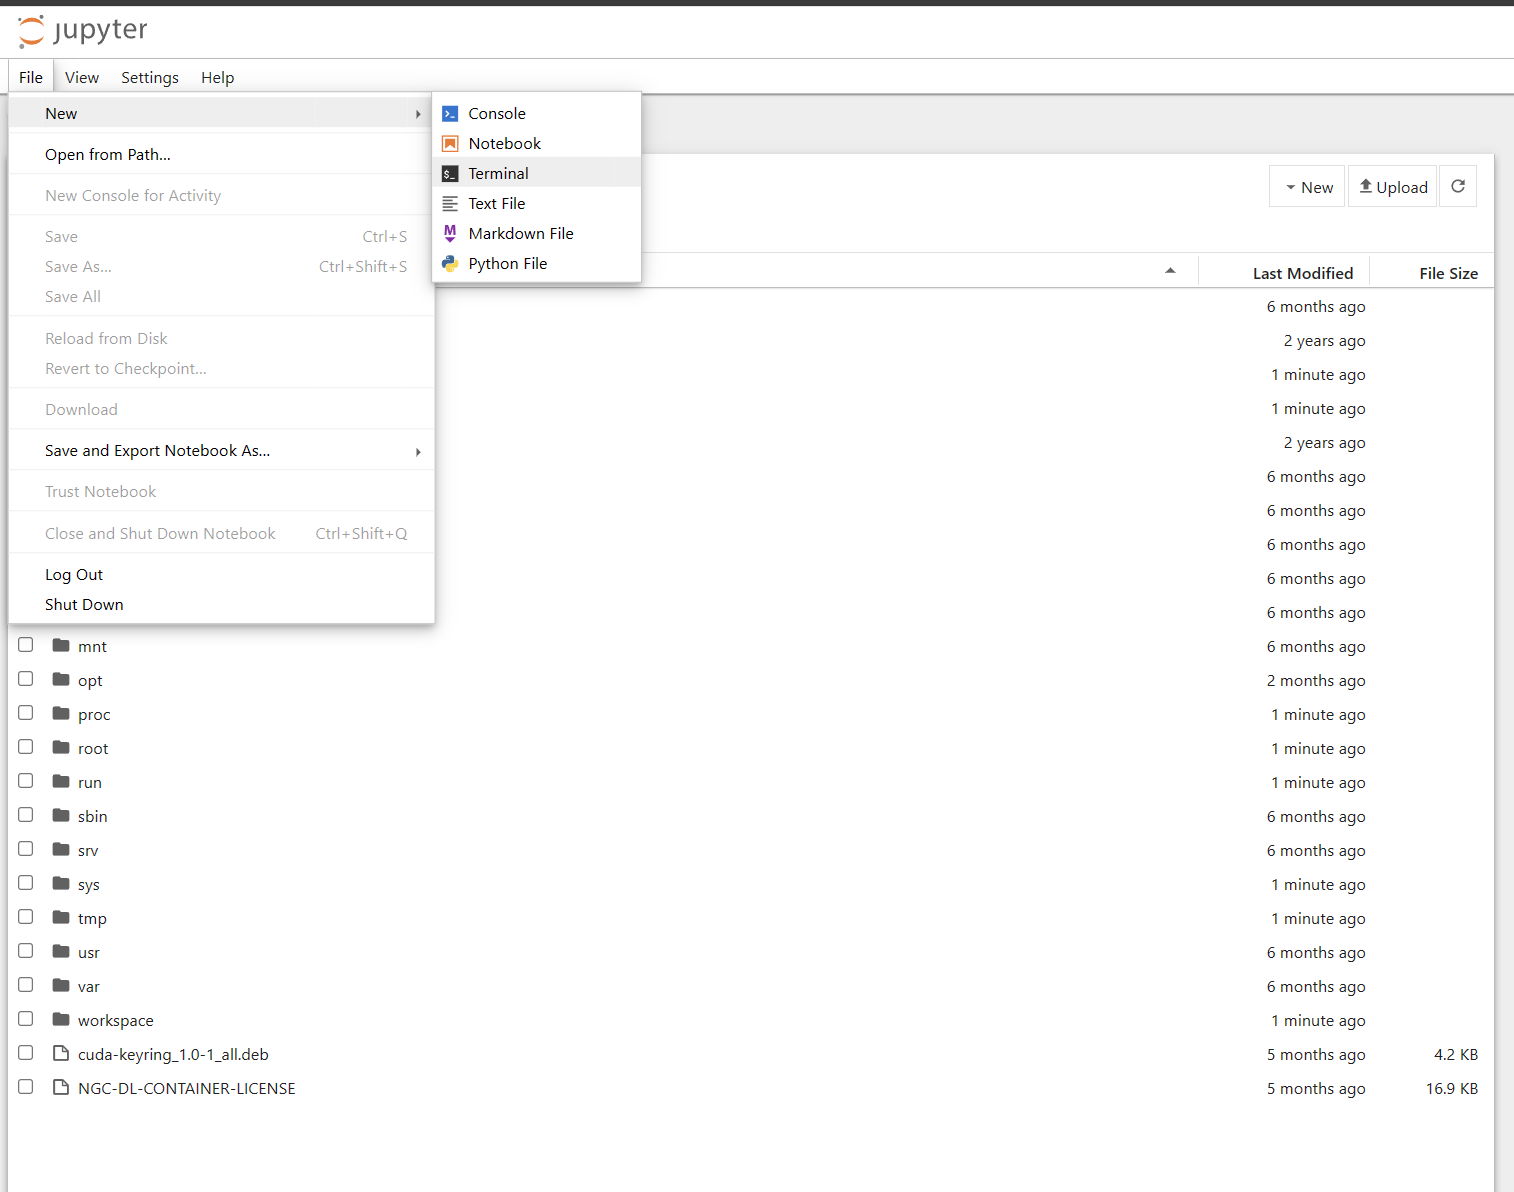 jupyter
File View Settings Help
New
Open from Path...
New Console for Activity
Save Ctrl+S
Save As... Ctrl+Shift+S
Save All
Reload from Disk
Revert to Checkpoint...
Download
Save and Export Notebook As...
Trust Notebook
Close and Shut Down Notebook Ctrl+Shift+Q
Log Out
Shut Down
Console
Notebook
$_ Terminal
Text File
M Markdown File
Python File
New Upload
Last Modified File Size
6 months ago
2 years ago
1 minute ago
1 minute ago
2 years ago
6 months ago
6 months ago
6 months ago
6 months ago
6 months ago
mnt 6 months ago
opt 2 months ago
proc 1 minute ago
root 1 minute ago
run 1 minute ago
sbin 6 months ago
srv 6 months ago
sys 1 minute ago
tmp 1 minute ago
usr 6 months ago
var 6 months ago
workspace 1 minute ago
cuda-keyring_1.0-1_all.deb 5 months ago 4.2 KB
NGC-DL-CONTAINER-LICENSE 5 months ago 16.9 KB